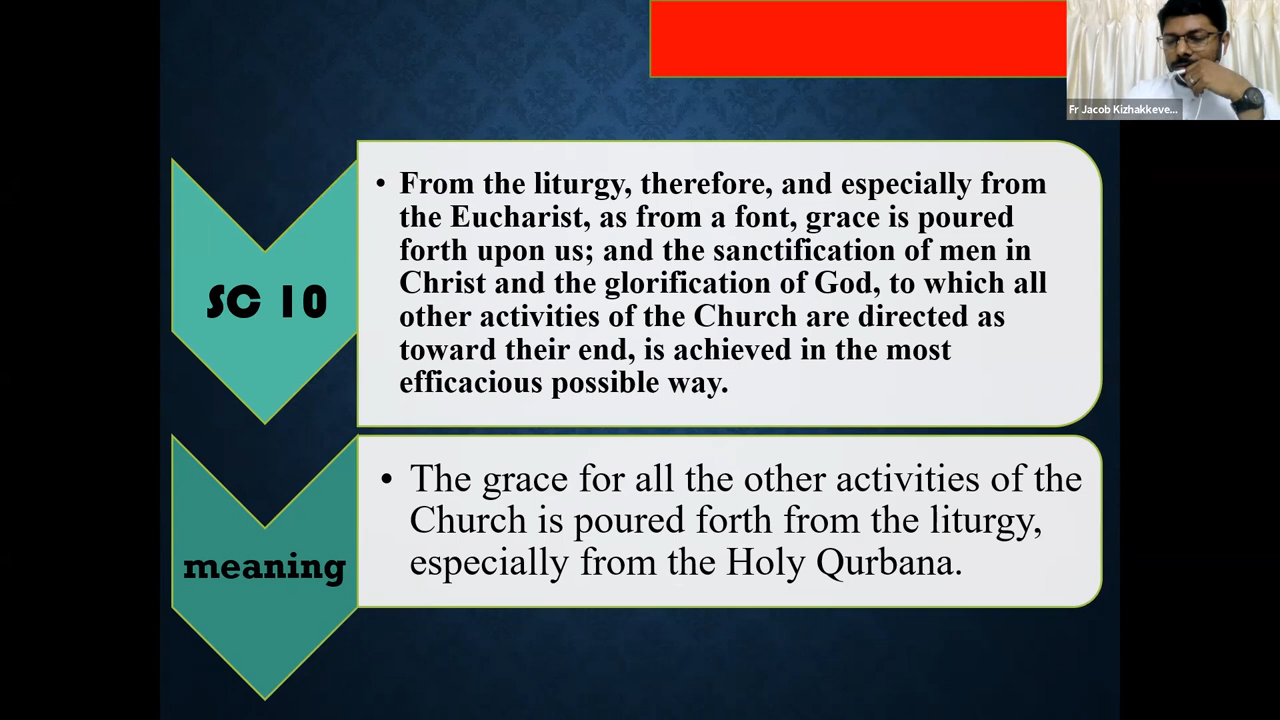 Fr Jacob Kizhakkeve...
• From the liturgy, therefore, and especially from
the Eucharist, as from a font, grace is poured
forth upon us; and the sanctification of men in
Christ and the glorification of God, to which all
other activities of the Church are directed as
toward their end, is achieved in the most
efficacious possible way.
SC 10
• The grace for all the other activities of the
Church is poured forth from the liturgy,
especially from the Holy Qurbana.
meaning